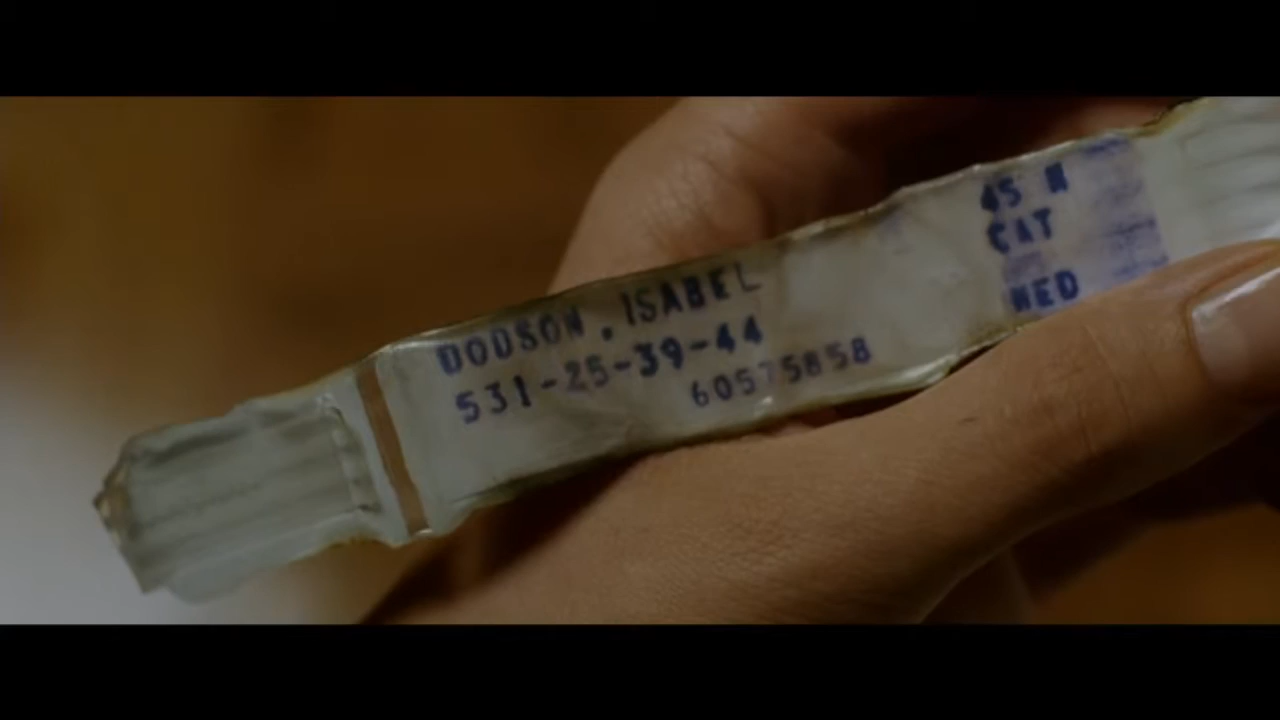 DODSON, ISABEL
531-25-39-44
60575858
45 N
CAT
MED